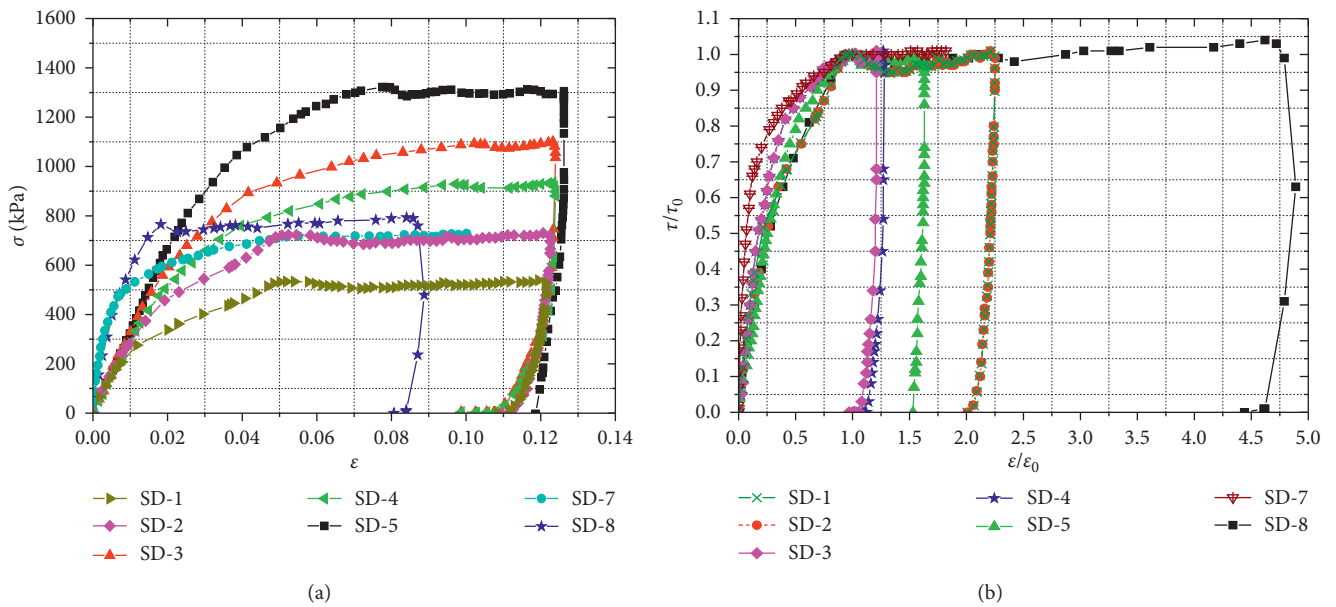 1600
1400
1200
1000
800
600
400
200
0
σ (kPa)
0.00 0.02 0.04 0.06 0.08 0.10 0.12 0.14
ε
SD-1 SD-4 SD-7
SD-2 SD-5 SD-8
SD-3
(a)
1.1
1.0
0.9
0.8
0.7
0.6
0.5
0.4
0.3
0.2
0.1
0.0
τ/τ0
0.0 0.5 1.0 1.5 2.0 2.5 3.0 3.5 4.0 4.5 5.0
ε/ε0
SD-1 SD-4 SD-7
SD-2 SD-5 SD-8
SD-3
(b)